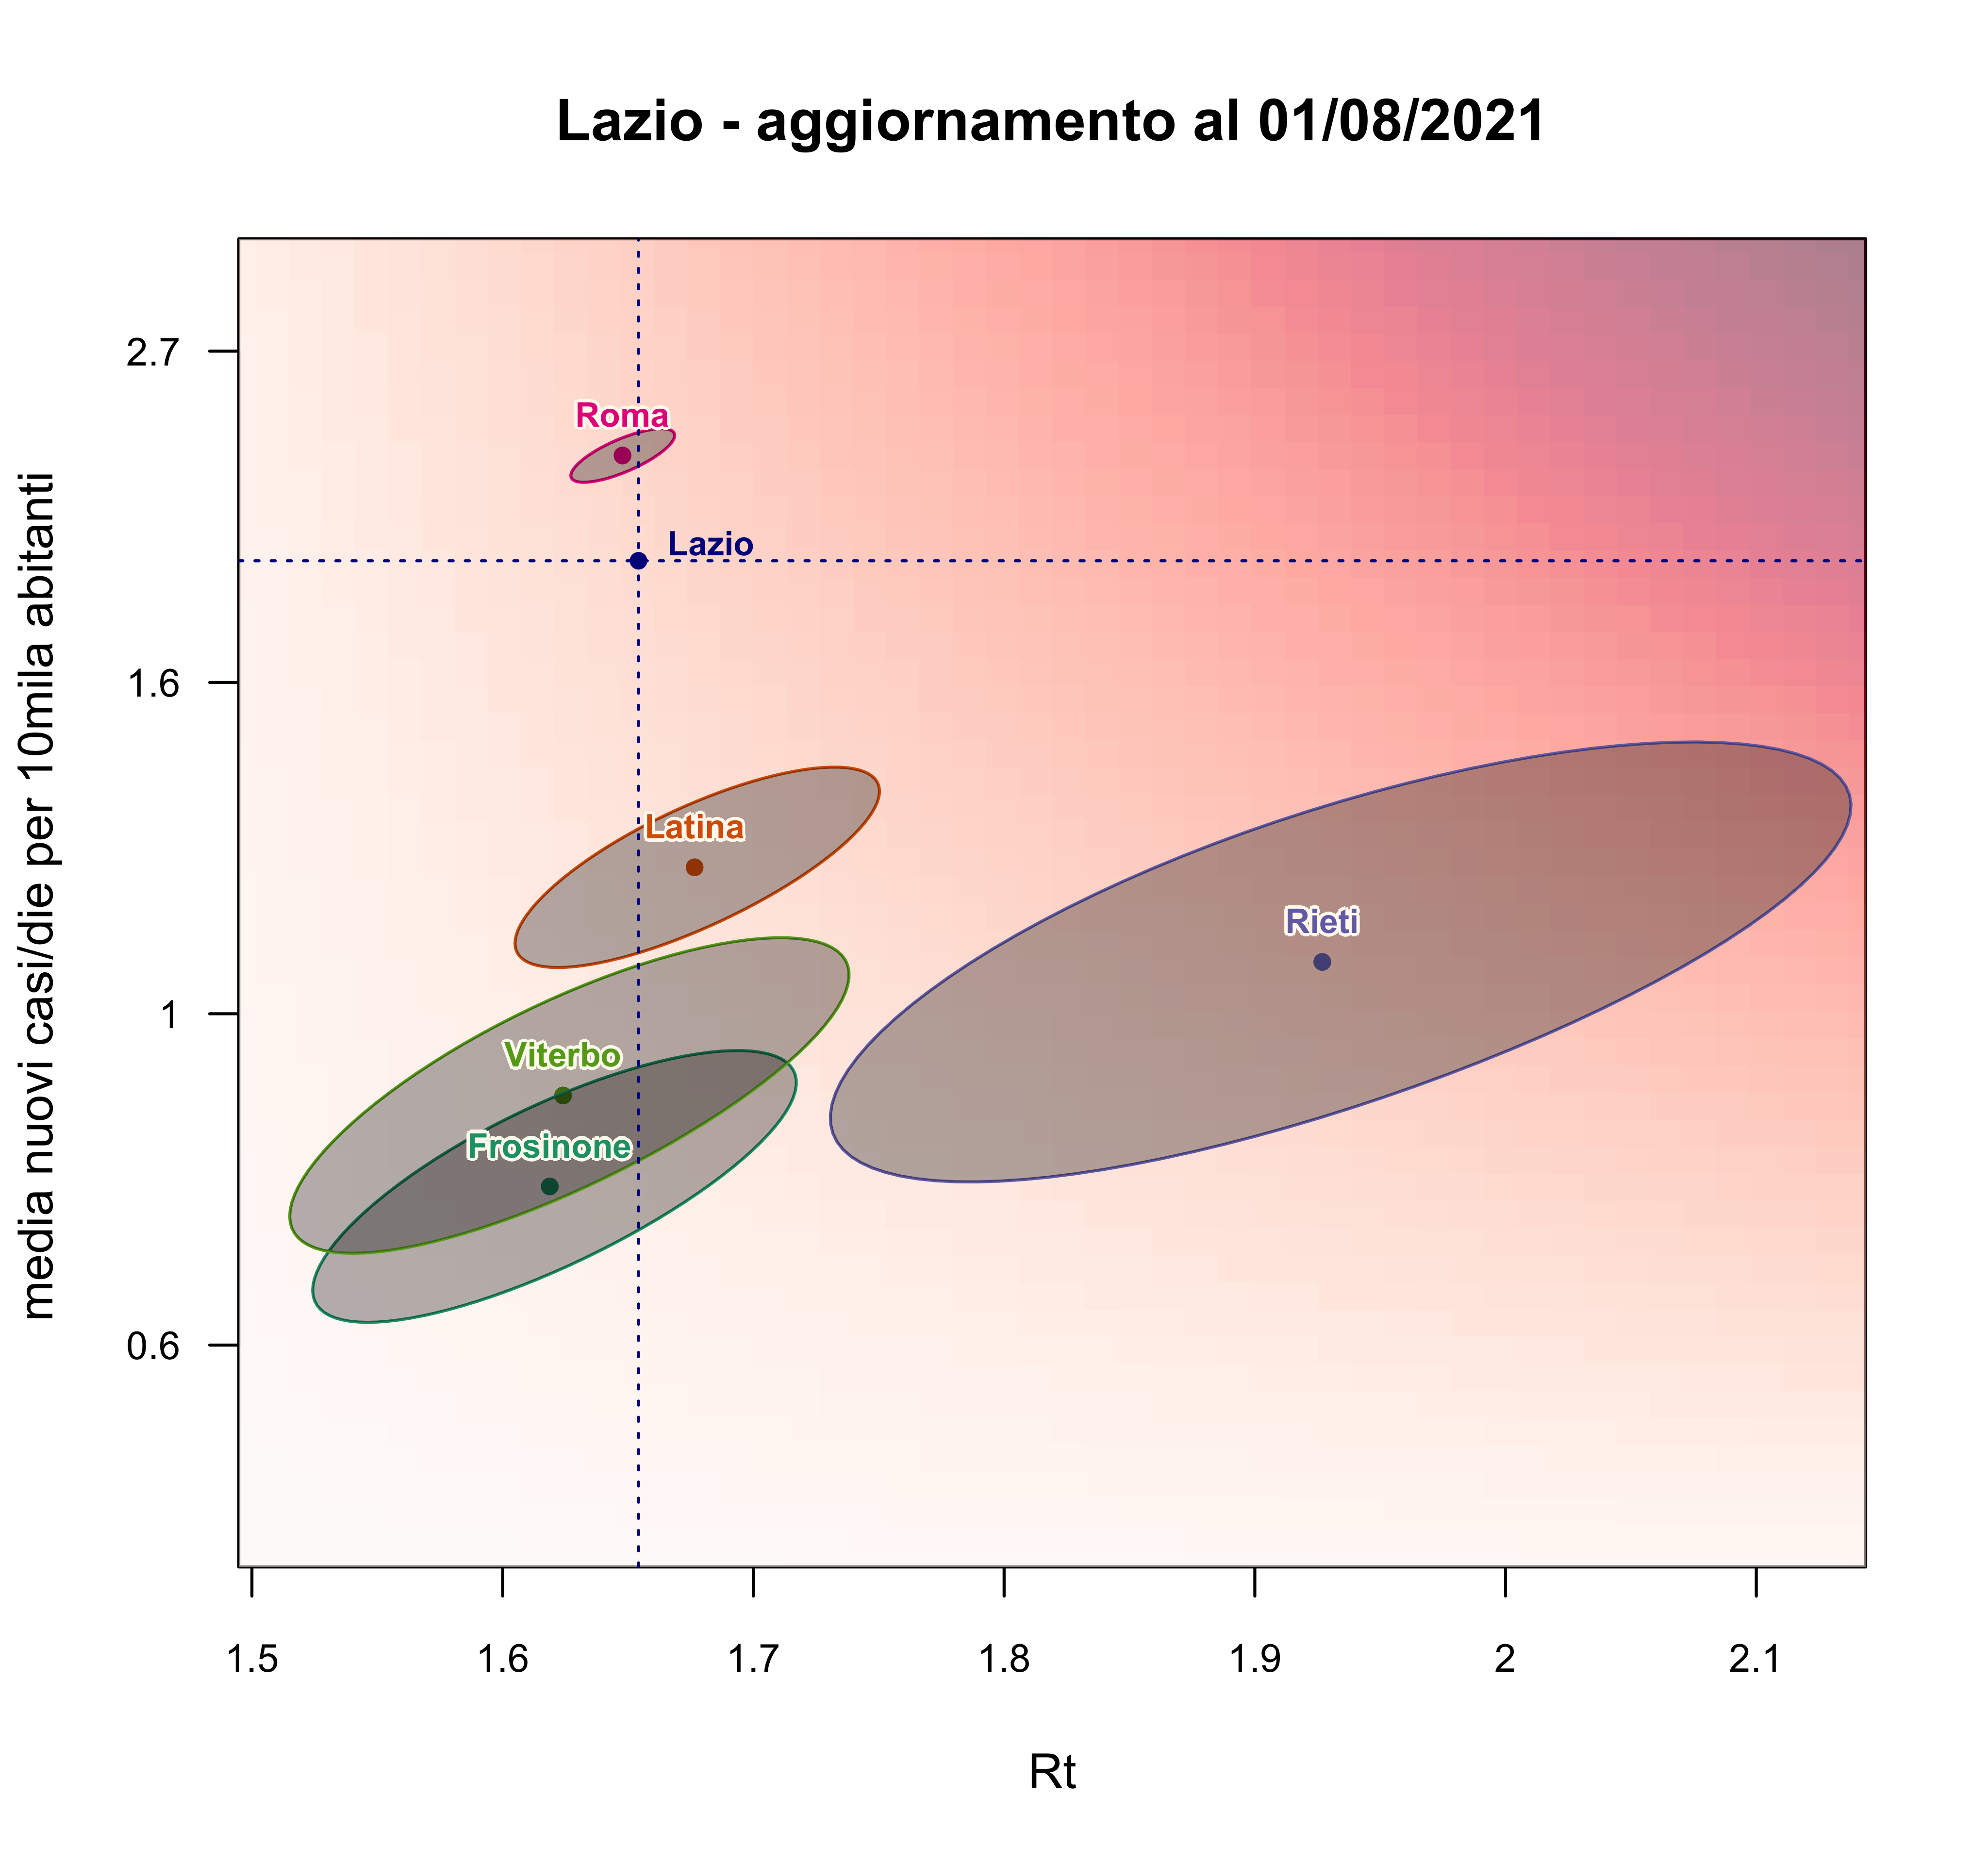 Lazio - aggiornamento al 01/08/2021
media nuovi casi/die per 10mila abitanti
2.7
1.6
1
0.6
Roma
Lazio
Latina
Rieti
Viterbo
Frosinone
1.5 1.6 1.7 1.8 1.9 2 2.1
Rt